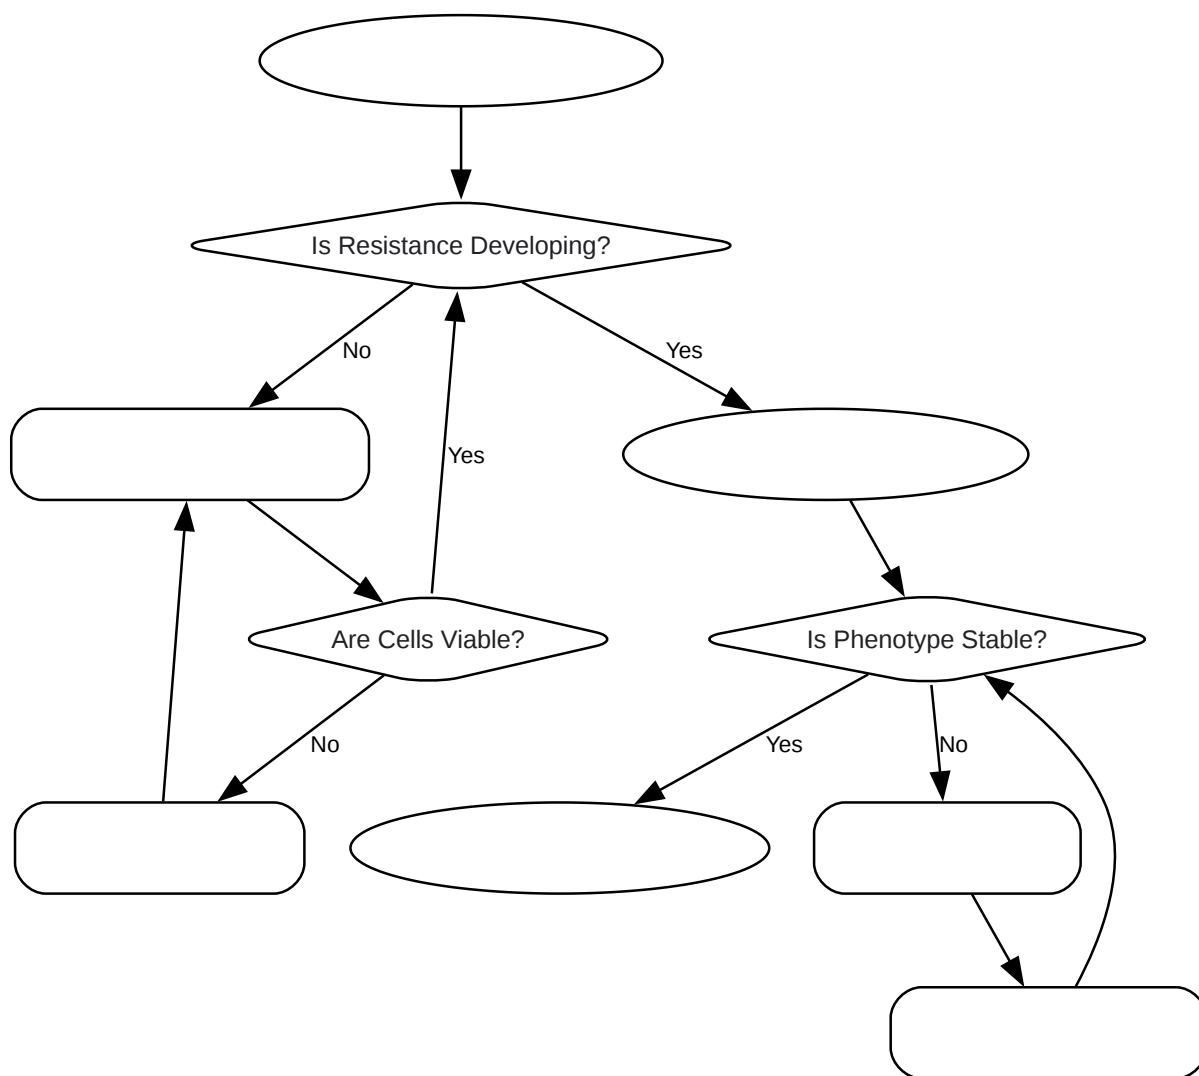 Is Resistance Developing?
No
Yes
Yes
Are Cells Viable?
Is Phenotype Stable?
No
Yes
No